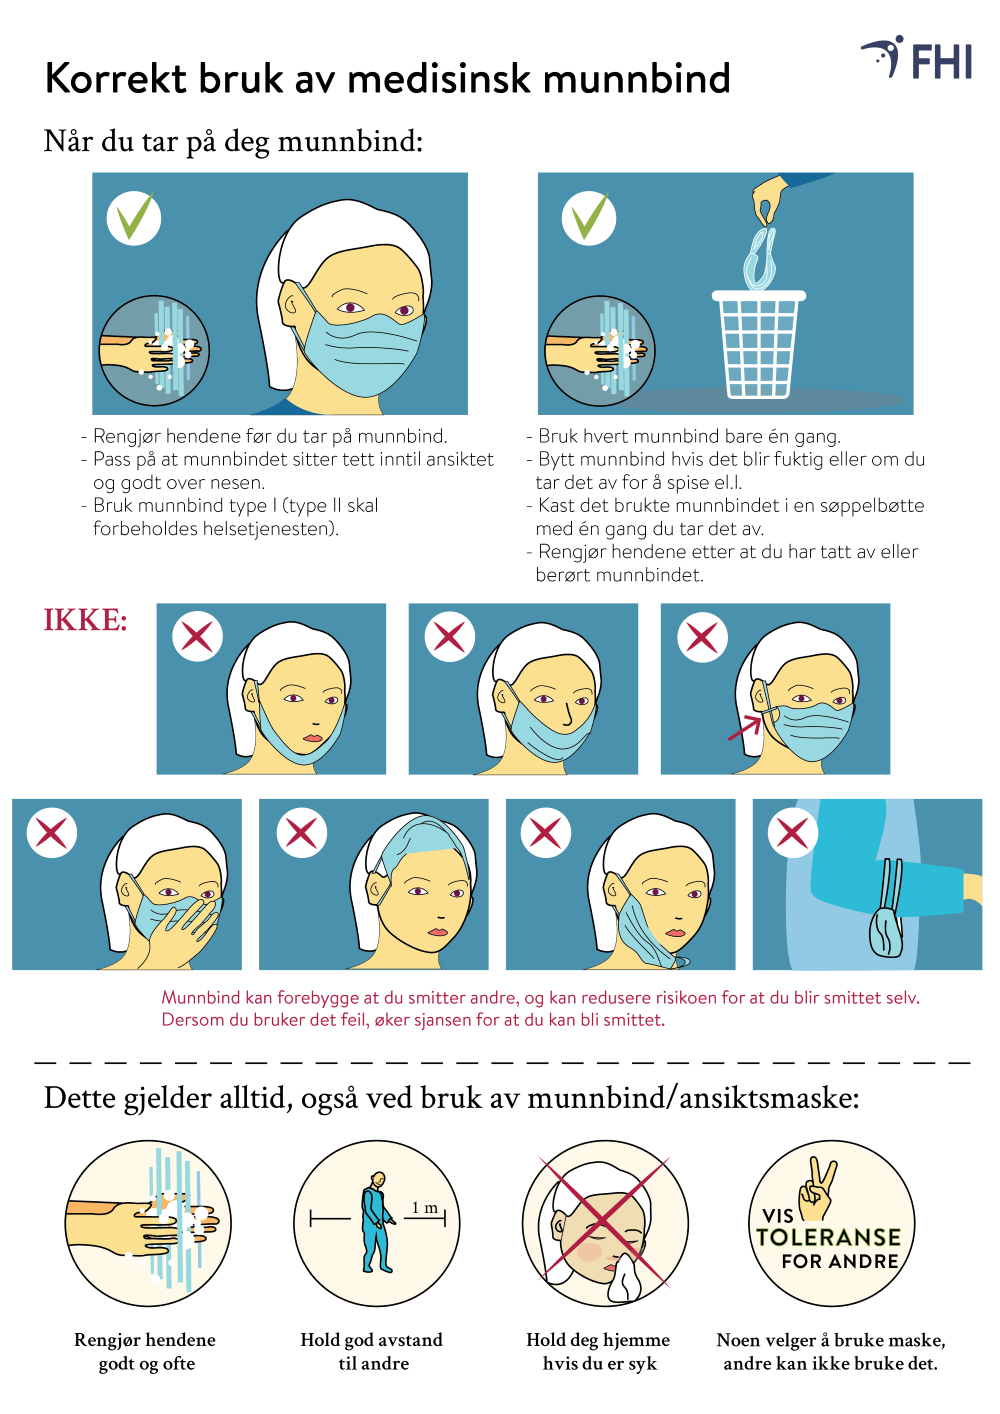 FHI
Korrekt bruk av medisinsk munnbind
Når du tar på deg munnbind:
- Rengjør hendene før du tar på munnbind.
- Pass på at munnbindet sitter tett inntil ansiktet
og godt over nesen.
- Bruk munnbind type I (type II skal
forbeholdes helsetjenesten).
- Bruk hvert munnbind bare én gang.
- Bytt munnbind hvis det blir fuktig eller om du
tar det av for å spise el.l.
- Kast det brukte munnbindet i en søppelbøtte
med én gang du tar det av.
- Rengjør hendene etter at du har tatt av eller
berørt munnbindet.
IKKE:
Munnbind kan forebygge at du smitter andre, og kan redusere risikoen for at du blir smittet selv.
Dersom du bruker det feil, øker sjansen for at du kan bli smittet.
Dette gjelder alltid, også ved bruk av munnbind/ansiktsmaske:
1 m
VIS
TOLERANSE
FOR ANDRE
Rengjør hendene
godt og ofte
Hold god avstand
til andre
Hold deg hjemme
hvis du er syk
Noen velger å bruke maske,
andre kan ikke bruke det.